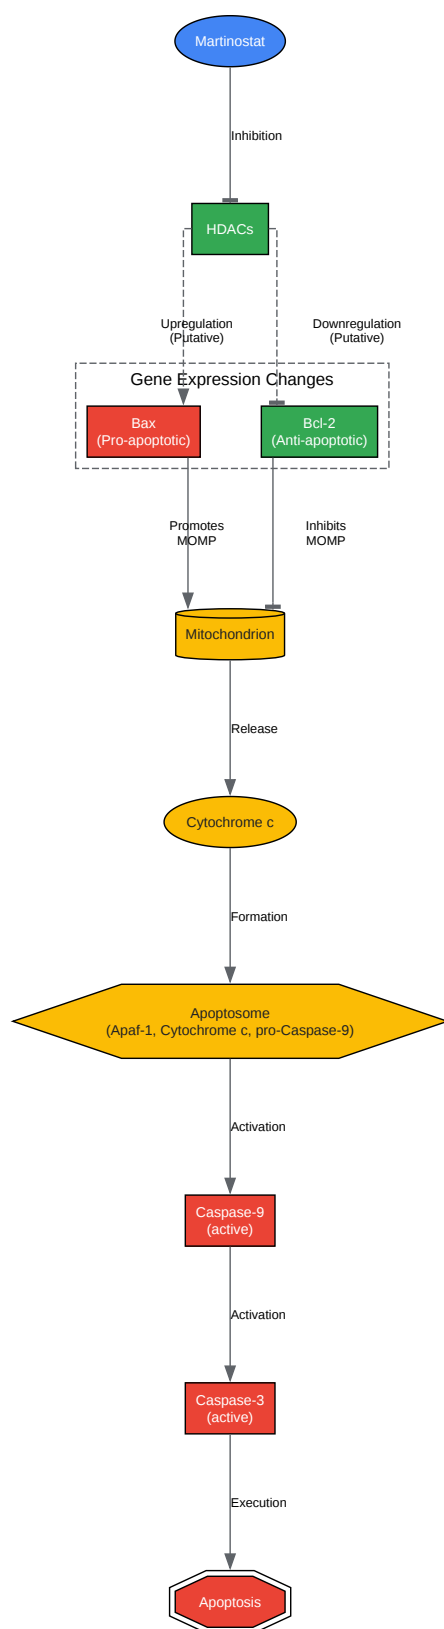 Martinostat
Inhibition
HDACs
Upregulation
(Putative)
Downregulation
(Putative)
Gene Expression Changes
Bax
(Pro-apoptotic)
Bcl-2
(Anti-apoptotic)
Promotes
MOMP
Inhibits
MOMP
Mitochondrion
Release
Cytochrome c
Formation
Apoptosome
(Apaf-1, Cytochrome c, pro-Caspase-9)
Activation
Caspase-9
(active)
Activation
Caspase-3
(active)
Execution
Apoptosis